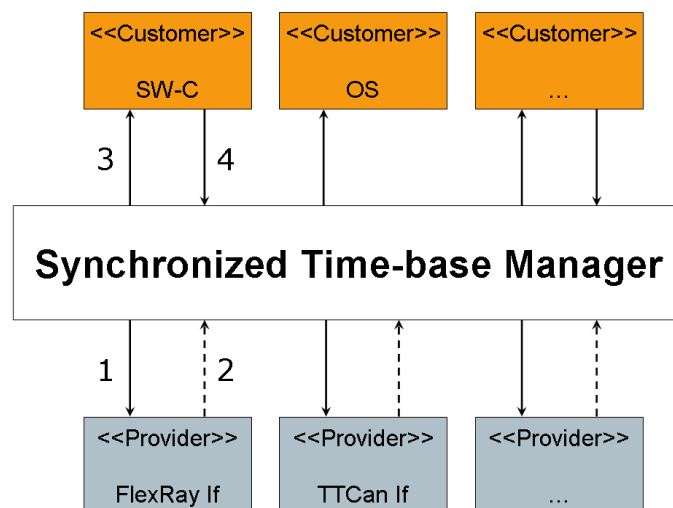 <<Customer>> <<Customer>> <<Customer>>
SW-C OS ...
3 4
Synchronized Time-base Manager
1 2
<<Provider>> <<Provider>> <<Provider>>
FlexRay If TTCan If ...